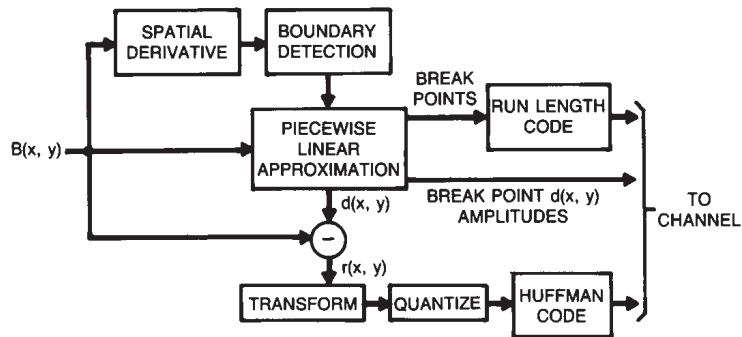 SPATIAL
DERIVATIVE
BOUNDARY
DETECTION
BREAK
POINTS
RUN LENGTH
CODE
B(x, y)
PIECEWISE
LINEAR
APPROXIMATION
BREAK POINT d(x, y)
AMPLITUDES
TO
CHANNEL
d(x, y)
−
r(x, y)
TRANSFORM
QUANTIZE
HUFFMAN
CODE